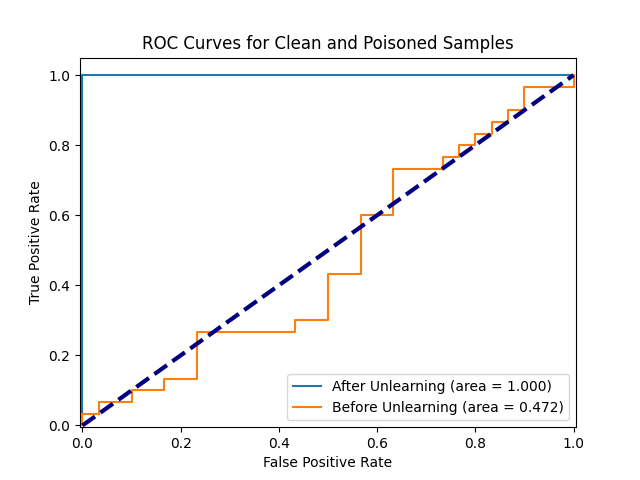 ROC Curves for Clean and Poisoned Samples
True Positive Rate
1.0
0.8
0.6
0.4
0.2
0.0
After Unlearning (area = 1.000)
Before Unlearning (area = 0.472)
0.0 0.2 0.4 0.6 0.8 1.0
False Positive Rate